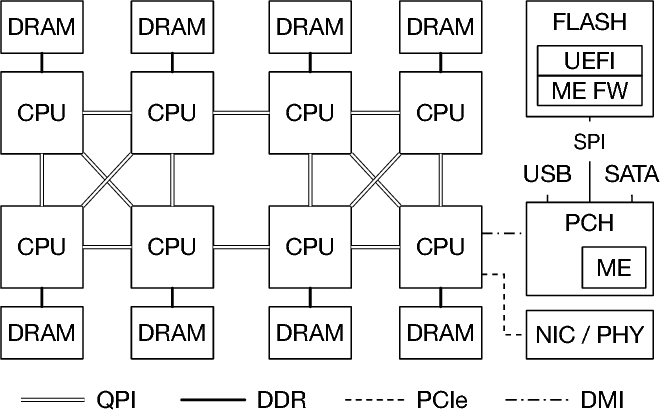 DRAM DRAM DRAM DRAM FLASH
UEFI
ME FW
CPU CPU CPU CPU
SPI
USB SATA
PCH
CPU CPU CPU CPU
ME
DRAM DRAM DRAM DRAM NIC / PHY
QPI DDR PCIe DMI